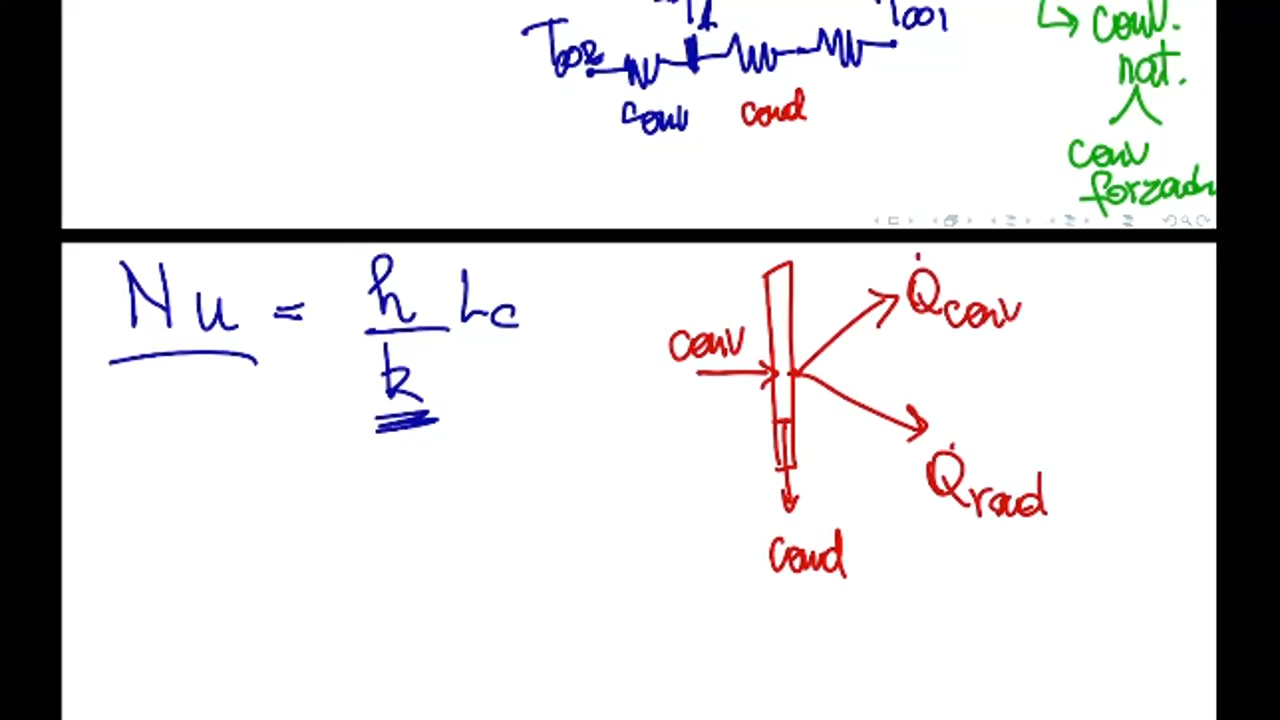 T∞2
T∞1
conv
cond
conv.
nat.
conv
forzada
Nu = h/k Lc
conv
Q̇conv
Q̇rad
cond